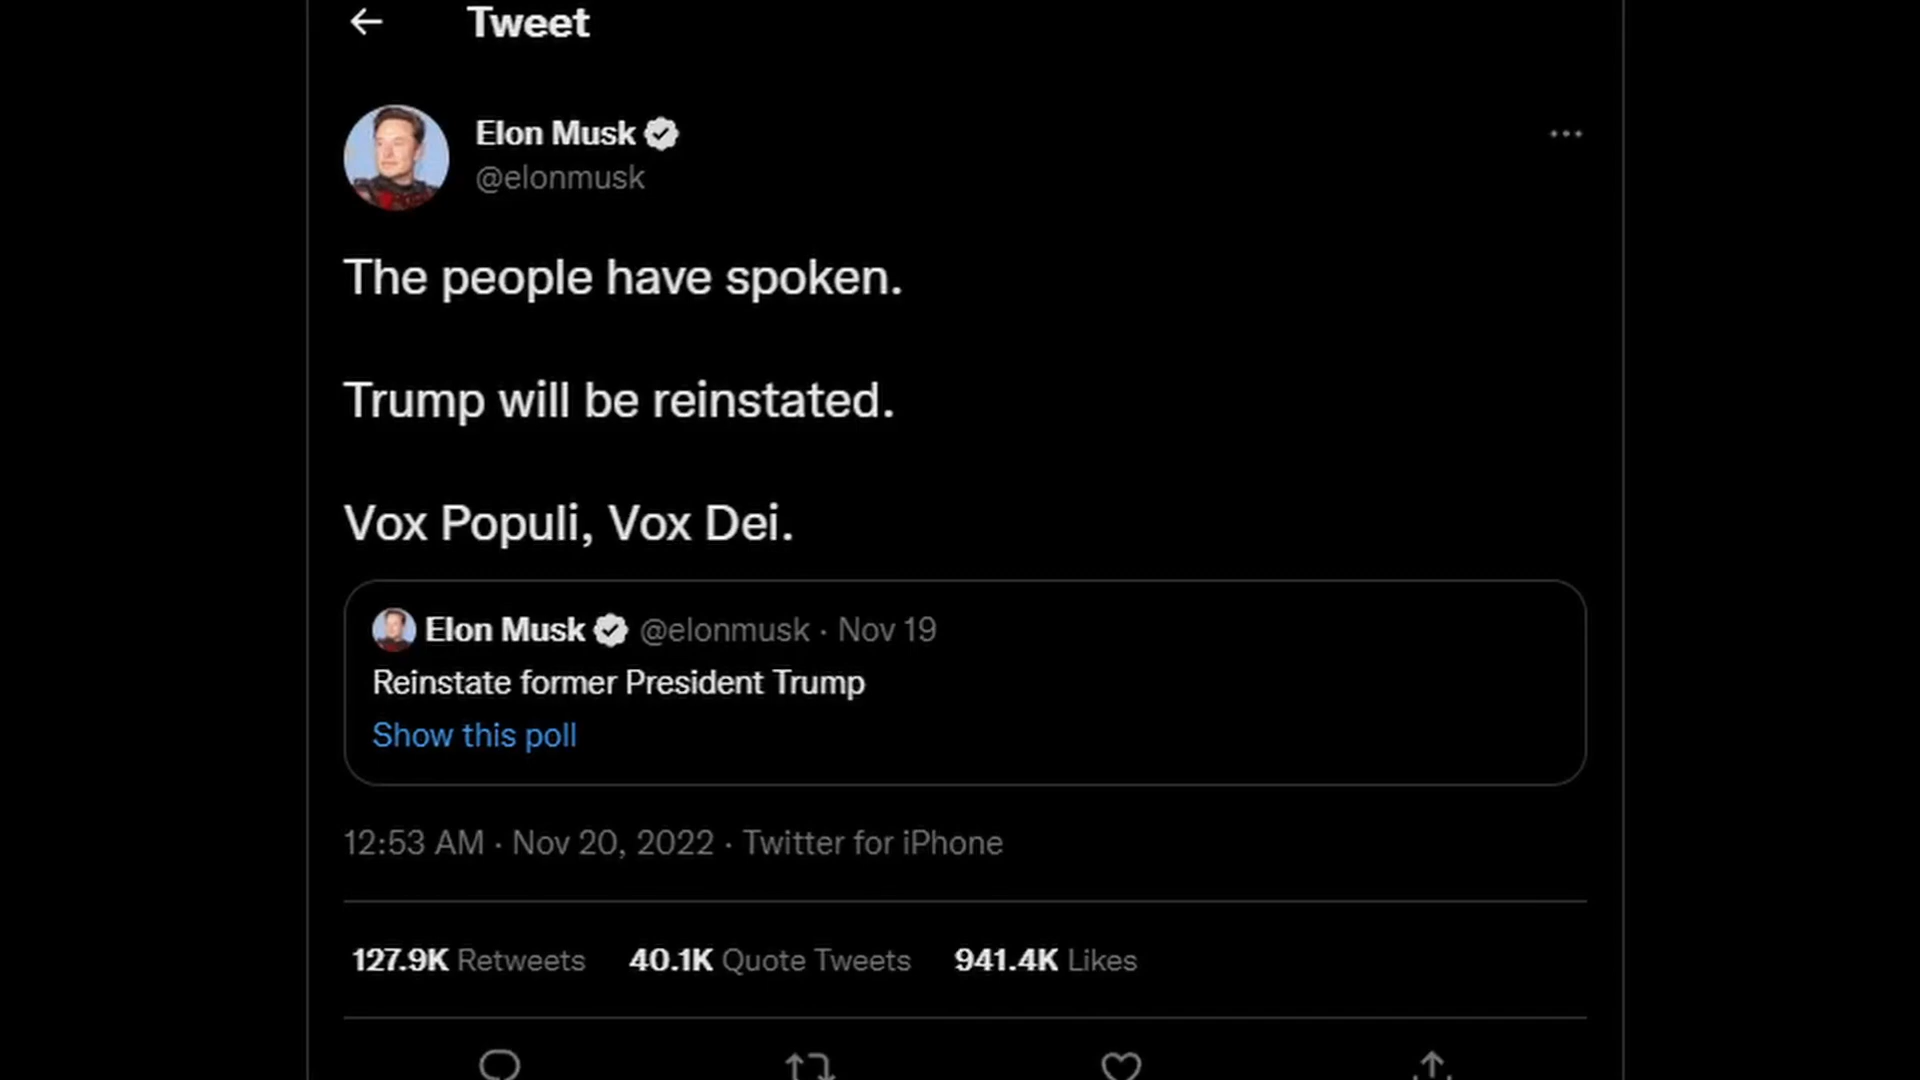 Tweet
Elon Musk
@elonmusk
The people have spoken.
Trump will be reinstated.
Vox Populi, Vox Dei.
Elon Musk @elonmusk · Nov 19
Reinstate former President Trump
Show this poll
12:53 AM · Nov 20, 2022 · Twitter for iPhone
127.9K Retweets 40.1K Quote Tweets 941.4K Likes